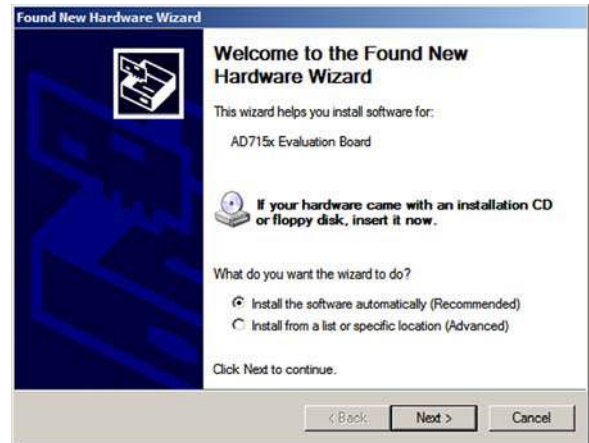 Found New Hardware Wizard
Welcome to the Found New
Hardware Wizard
This wizard helps you install software for:
AD715x Evaluation Board
If your hardware came with an installation CD
or floppy disk, insert it now.
What do you want the wizard to do?
Install the software automatically (Recommended)
Install from a list or specific location (Advanced)
Click Next to continue.
< Back
Next >
Cancel